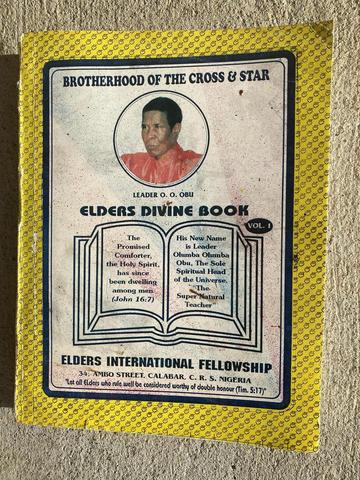 BROTHERHOOD OF THE CROSS & STAR
LEADER O. O. OBU
ELDERS DIVINE BOOK
VOL. 1
The
Promised
Comforter,
the Holy Spirit,
has since
been dwelling
among men
(John 16:7)
His New Name
is Leader
Olumba Olumba
Obu, The Sole
Spiritual Head
of the Universe.
"The
Super Natural
Teacher"
ELDERS INTERNATIONAL FELLOWSHIP
34, AMBO STREET, CALABAR, C. R. S. NIGERIA
"Let all ELders who rule well be considered worthy of double honour (Tim. 5:17)"